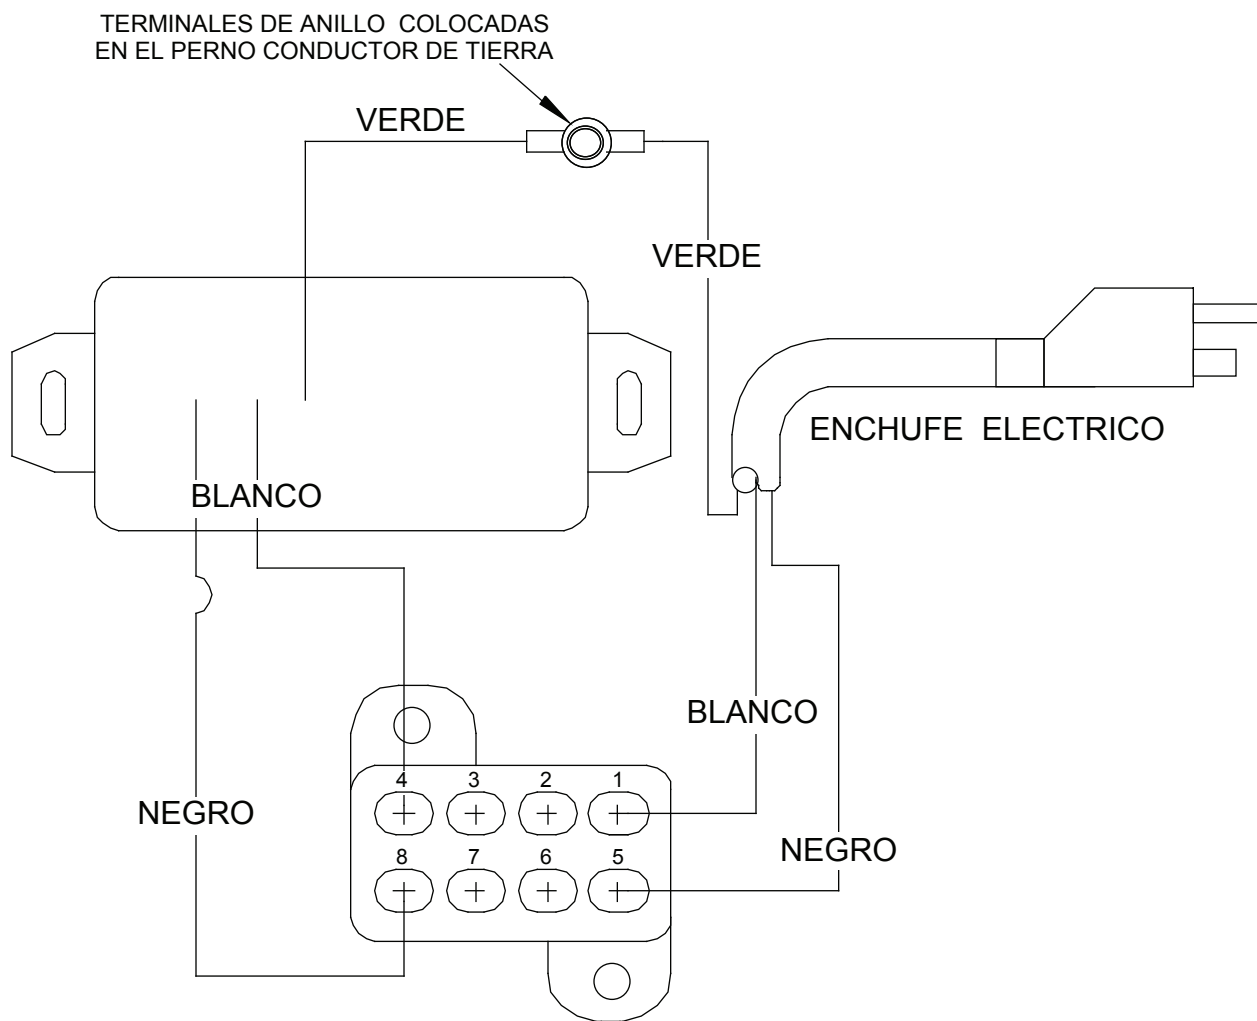 TERMINALES DE ANILLO COLOCADAS
EN EL PERNO CONDUCTOR DE TIERRA
VERDE
VERDE
ENCHUFE ELECTRICO
BLANCO
BLANCO
4 3 2 1
NEGRO
8 7 6 5
NEGRO